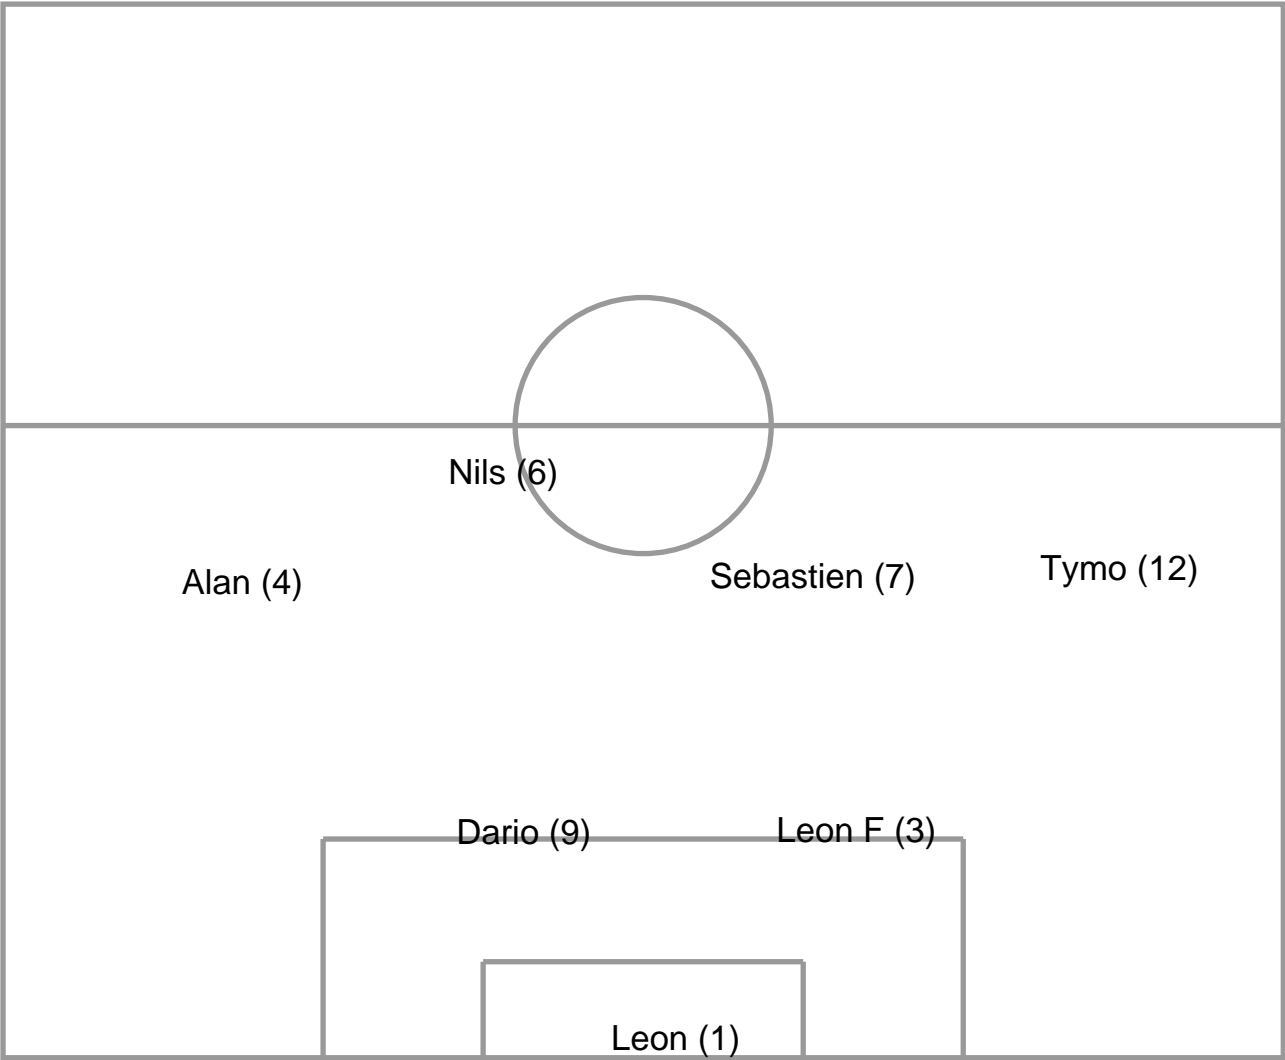 Nils (6)
Alan (4)
Sebastien (7)
Tymo (12)
Dario (9)
Leon F (3)
Leon (1)